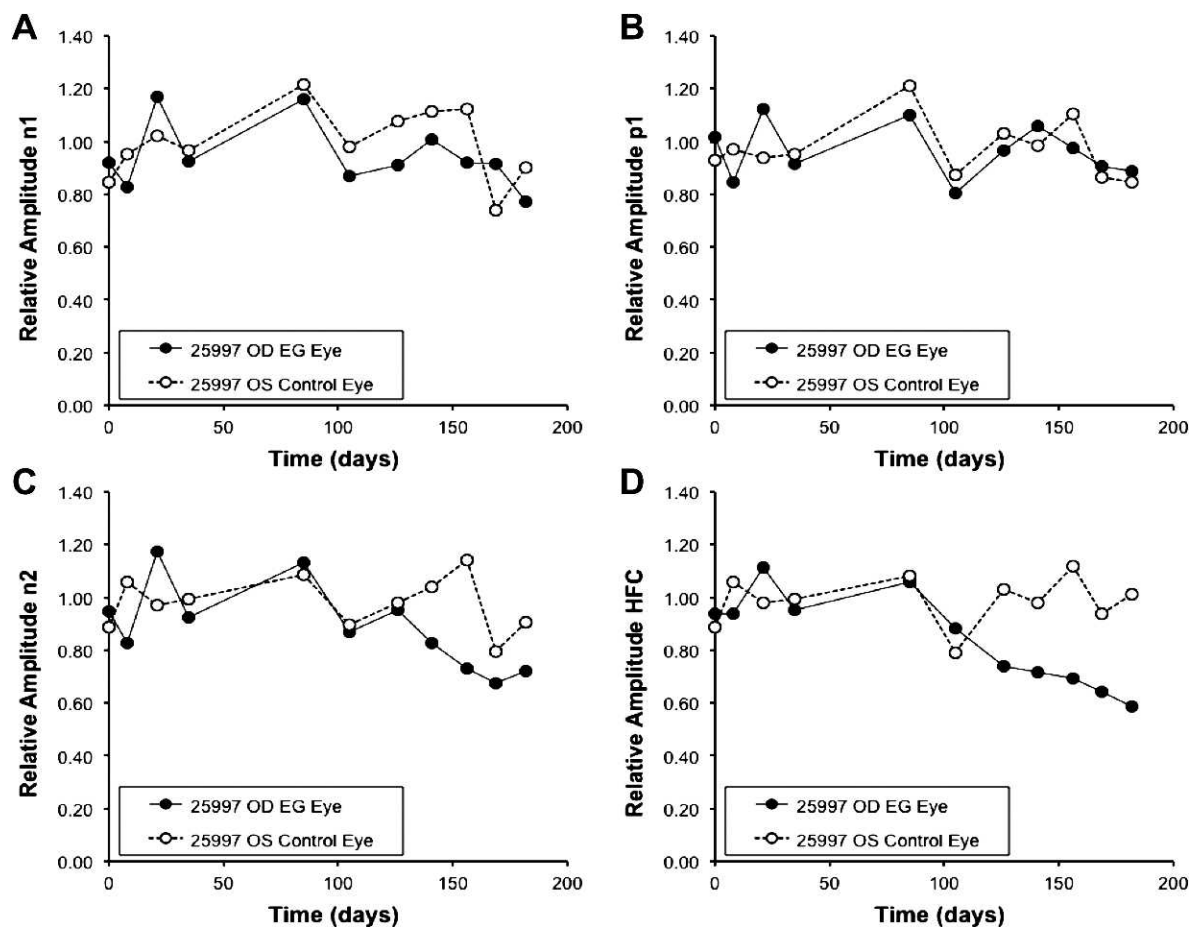 A
Relative Amplitude n1
1.40
1.20
1.00
0.80
0.60
0.40
0.20
0.00
25997 OD EG Eye
25997 OS Control Eye
0 50 100 150 200
Time (days)
B
Relative Amplitude p1
1.40
1.20
1.00
0.80
0.60
0.40
0.20
0.00
25997 OD EG Eye
25997 OS Control Eye
0 50 100 150 200
Time (days)
C
Relative Amplitude n2
1.40
1.20
1.00
0.80
0.60
0.40
0.20
0.00
25997 OD EG Eye
25997 OS Control Eye
0 50 100 150 200
Time (days)
D
Relative Amplitude HFC
1.40
1.20
1.00
0.80
0.60
0.40
0.20
0.00
25997 OD EG Eye
25997 OS Control Eye
0 50 100 150 200
Time (days)